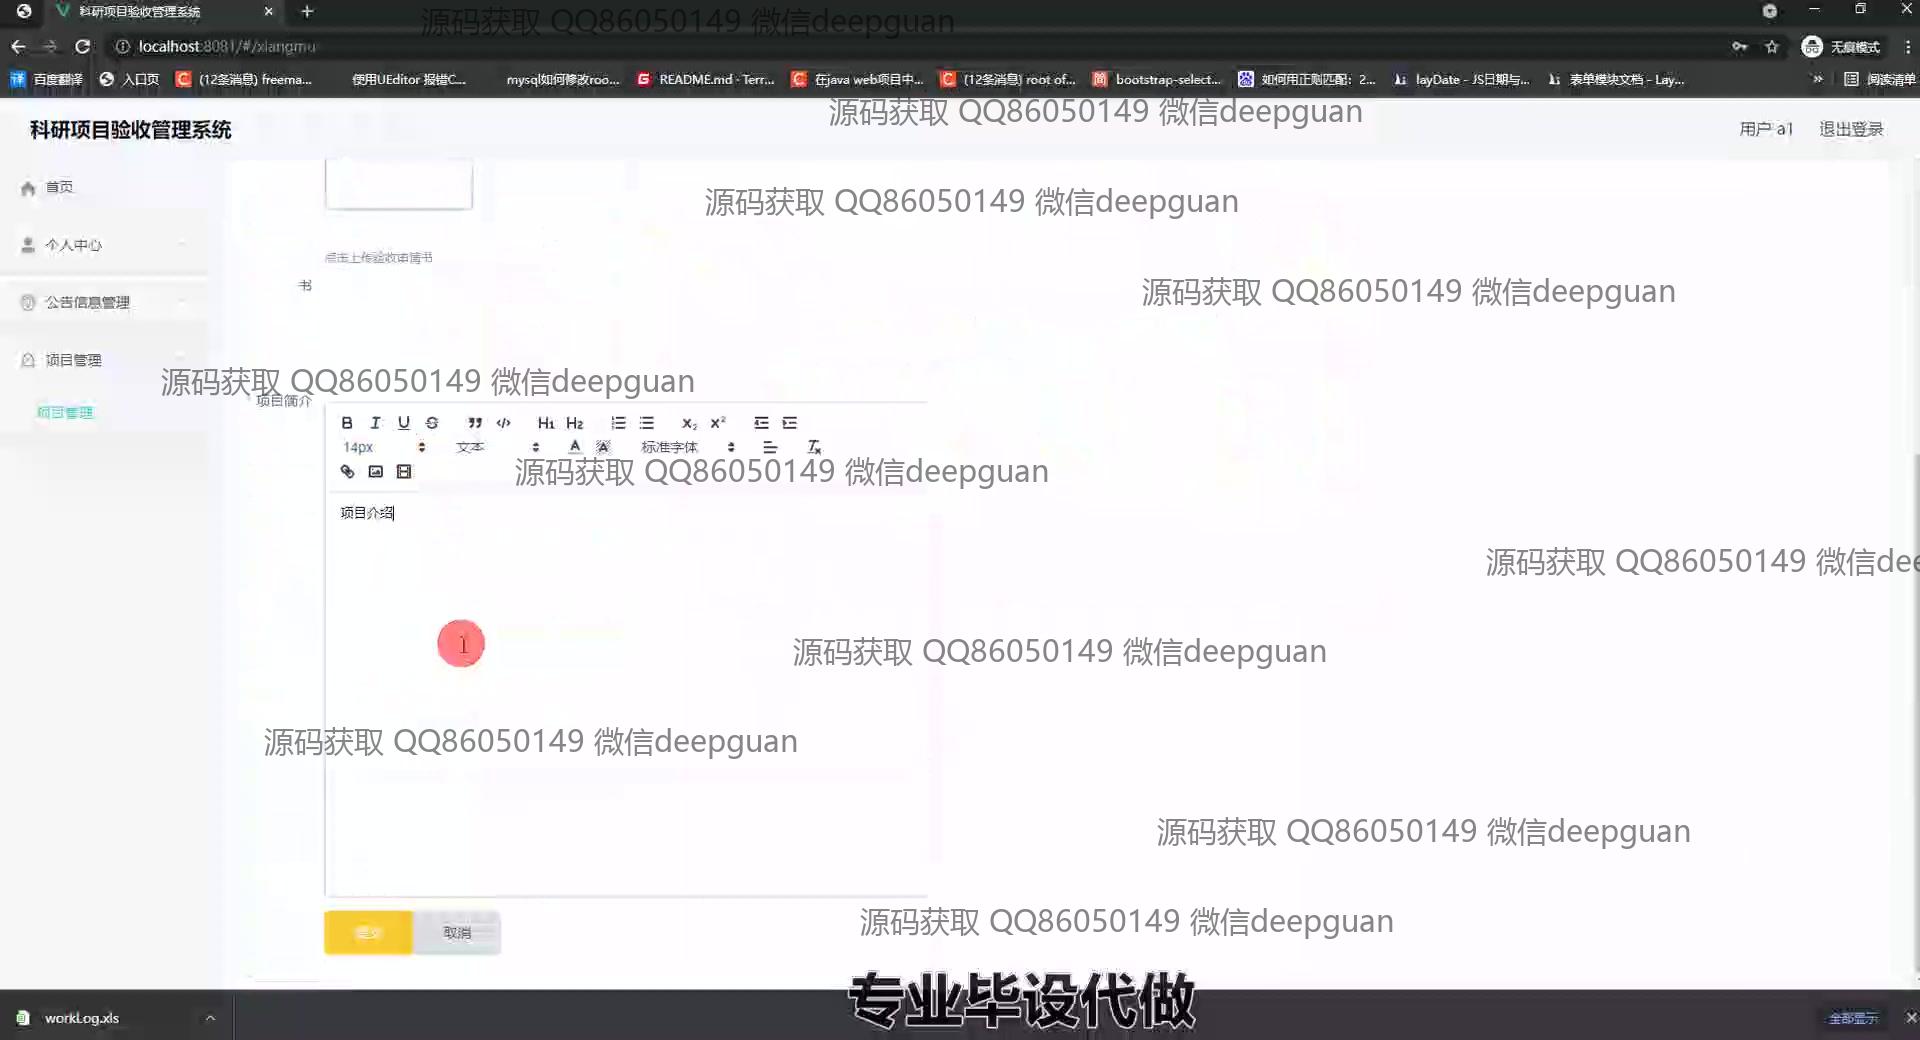 科研项目验收管理系统
源码获取 QQ86050149 微信deepguan
localhost:8081/#/xiangmu
无痕模式
百度翻译
入口页
(12条消息) freema...
使用UEditor 报错C...
mysql如何修改roo...
README.md · Terr...
在java web项目中...
(12条消息) root of...
bootstrap-select...
如何用正则匹配: 2...
layDate - JS日期与...
表单模块文档 - Lay...
阅读清单
源码获取 QQ86050149 微信deepguan
科研项目验收管理系统
用户 a1
退出登录
首页
源码获取 QQ86050149 微信deepguan
个人中心
点击上传验收申请书
书
源码获取 QQ86050149 微信deepguan
公告信息管理
项目管理
源码获取 QQ86050149 微信deepguan
项目管理
项目简介
B I U S ” </> H1 H2 X2 X2
14px
文本
标准字体
源码获取 QQ86050149 微信deepguan
项目介绍
源码获取 QQ86050149 微信dee
源码获取 QQ86050149 微信deepguan
源码获取 QQ86050149 微信deepguan
源码获取 QQ86050149 微信deepguan
源码获取 QQ86050149 微信deepguan
取消
专业毕设代做
workLog.xls
全部显示